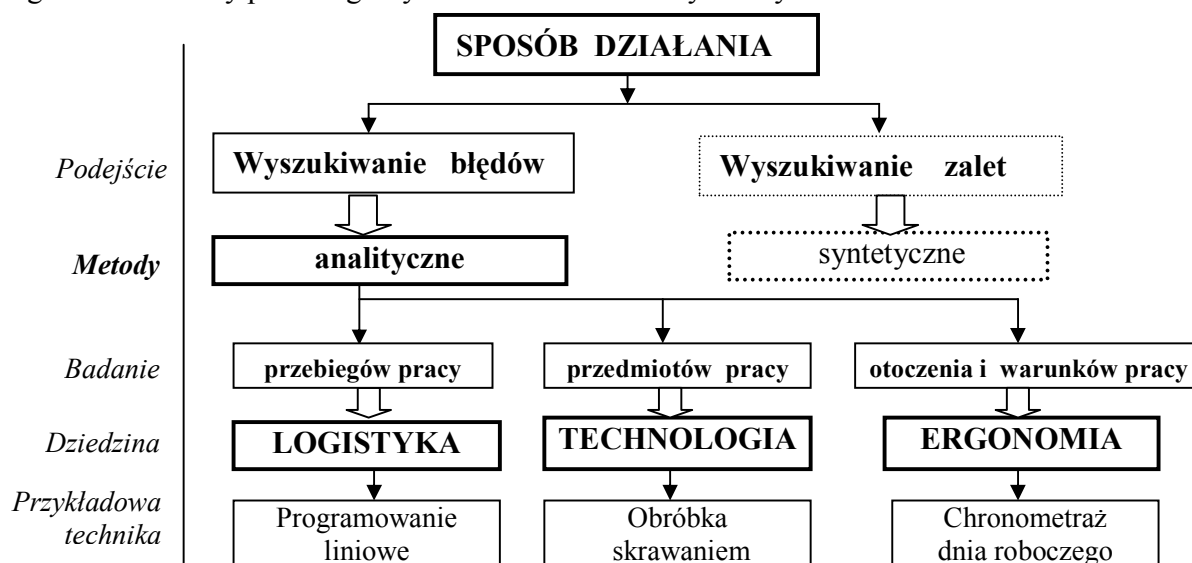 SPOSÓB DZIAŁANIA
Podejście
Wyszukiwanie błędów
Wyszukiwanie zalet
Metody
analityczne
syntetyczne
Badanie
przebiegów pracy
przedmiotów pracy
otoczenia i warunków pracy
Dziedzina
LOGISTYKA
TECHNOLOGIA
ERGONOMIA
Przykładowa
technika
Programowanie
liniowe
Obróbka
skrawaniem
Chronometraż
dnia roboczego